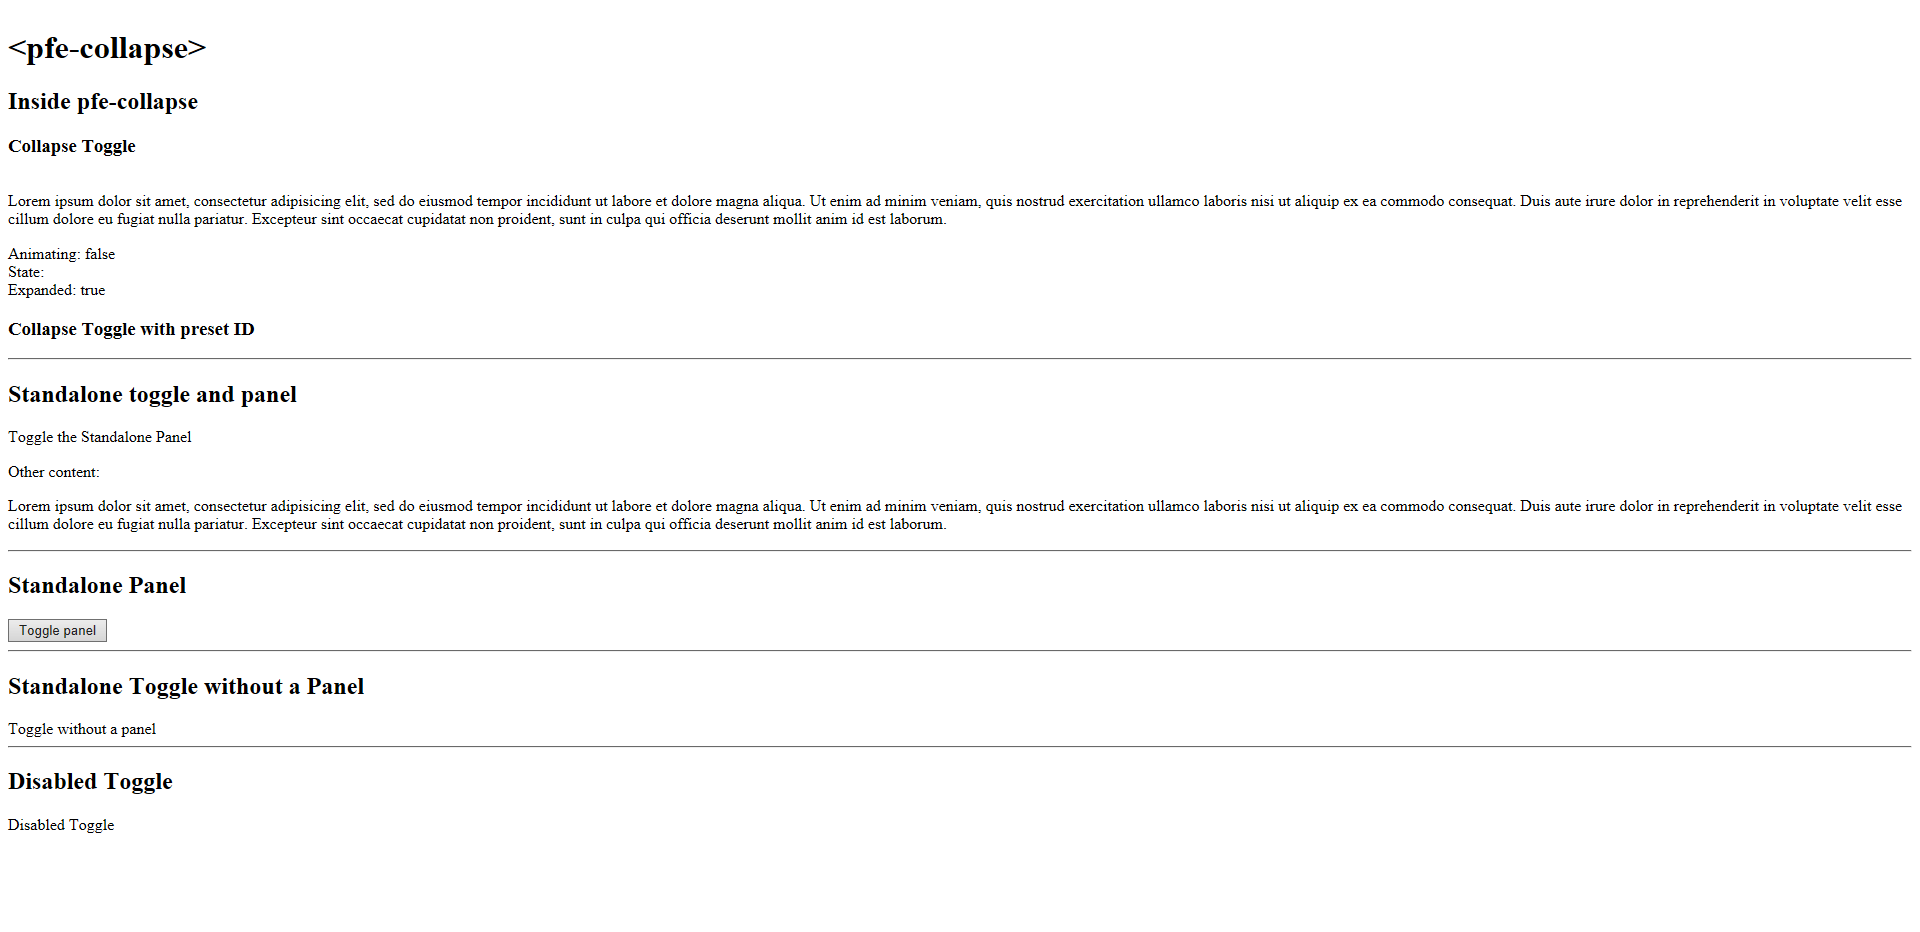 <pfe-collapse>
Inside pfe-collapse
Collapse Toggle
Lorem ipsum dolor sit amet, consectetur adipisicing elit, sed do eiusmod tempor incididunt ut labore et dolore magna aliqua. Ut enim ad minim veniam, quis nostrud exercitation ullamco laboris nisi ut aliquip ex ea commodo consequat. Duis aute irure dolor in reprehenderit in voluptate velit esse
cillum dolore eu fugiat nulla pariatur. Excepteur sint occaecat cupidatat non proident, sunt in culpa qui officia deserunt mollit anim id est laborum.
Animating: false
State:
Expanded: true
Collapse Toggle with preset ID
Standalone toggle and panel
Toggle the Standalone Panel
Other content:
Lorem ipsum dolor sit amet, consectetur adipisicing elit, sed do eiusmod tempor incididunt ut labore et dolore magna aliqua. Ut enim ad minim veniam, quis nostrud exercitation ullamco laboris nisi ut aliquip ex ea commodo consequat. Duis aute irure dolor in reprehenderit in voluptate velit esse
cillum dolore eu fugiat nulla pariatur. Excepteur sint occaecat cupidatat non proident, sunt in culpa qui officia deserunt mollit anim id est laborum.
Standalone Panel
Toggle panel
Standalone Toggle without a Panel
Toggle without a panel
Disabled Toggle
Disabled Toggle